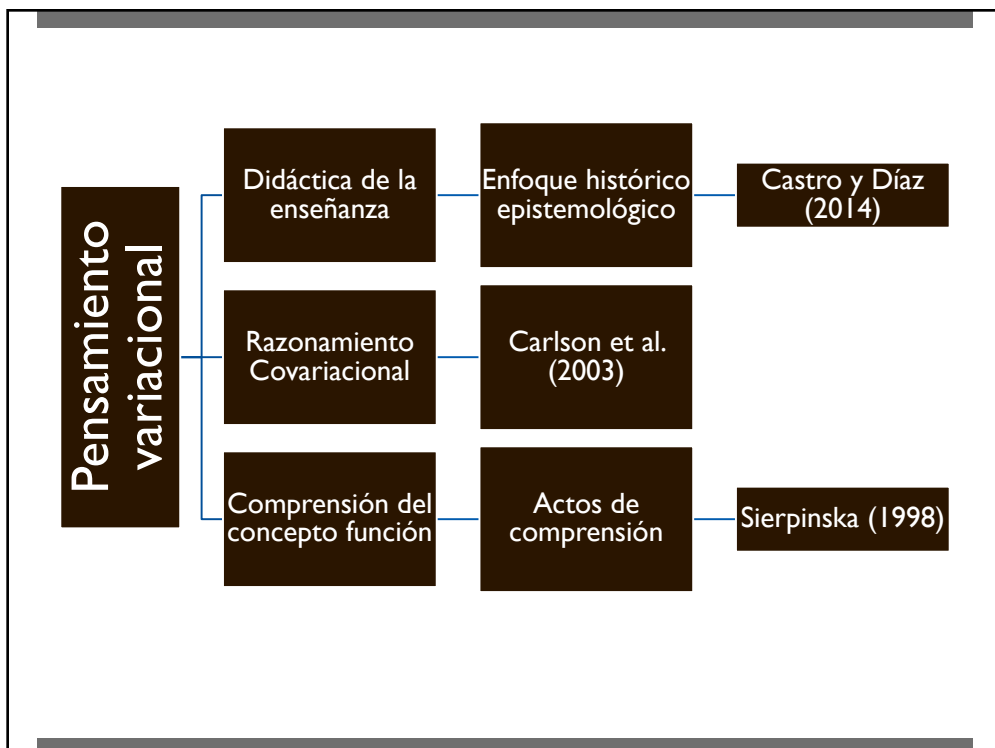 Pensamiento
variacional
Didáctica de la
enseñanza
Enfoque histórico
epistemológico
Castro y Díaz
(2014)
Razonamiento
Covariacional
Carlson et al.
(2003)
Comprensión del
concepto función
Actos de
comprensión
Sierpinska (1998)